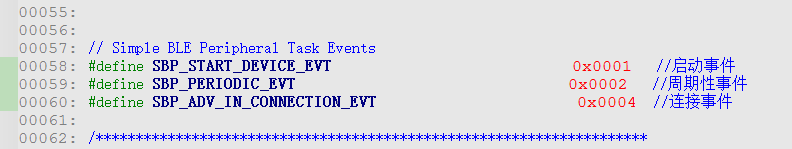 00055:
00056:
00057: // Simple BLE Peripheral Task Events
00058: #define SBP_START_DEVICE_EVT 0x0001 //启动事件
00059: #define SBP_PERIODIC_EVT 0x0002 //周期性事件
00060: #define SBP_ADV_IN_CONNECTION_EVT 0x0004 //连接事件
00061:
00062: /*********************************************************************